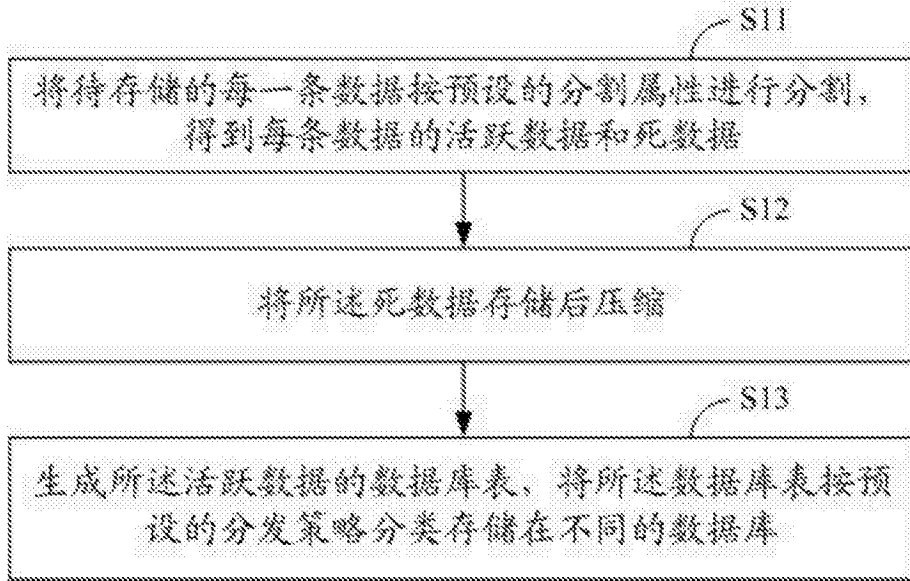 S11
将待存储的每一条数据按预设的分割属性进行分割，
得到每条数据的活跃数据和死数据
S12
将所述死数据存储后压缩
S13
生成所述活跃数据的数据库表，将所述数据库表按预
设的分发策略分类存储在不同的数据库